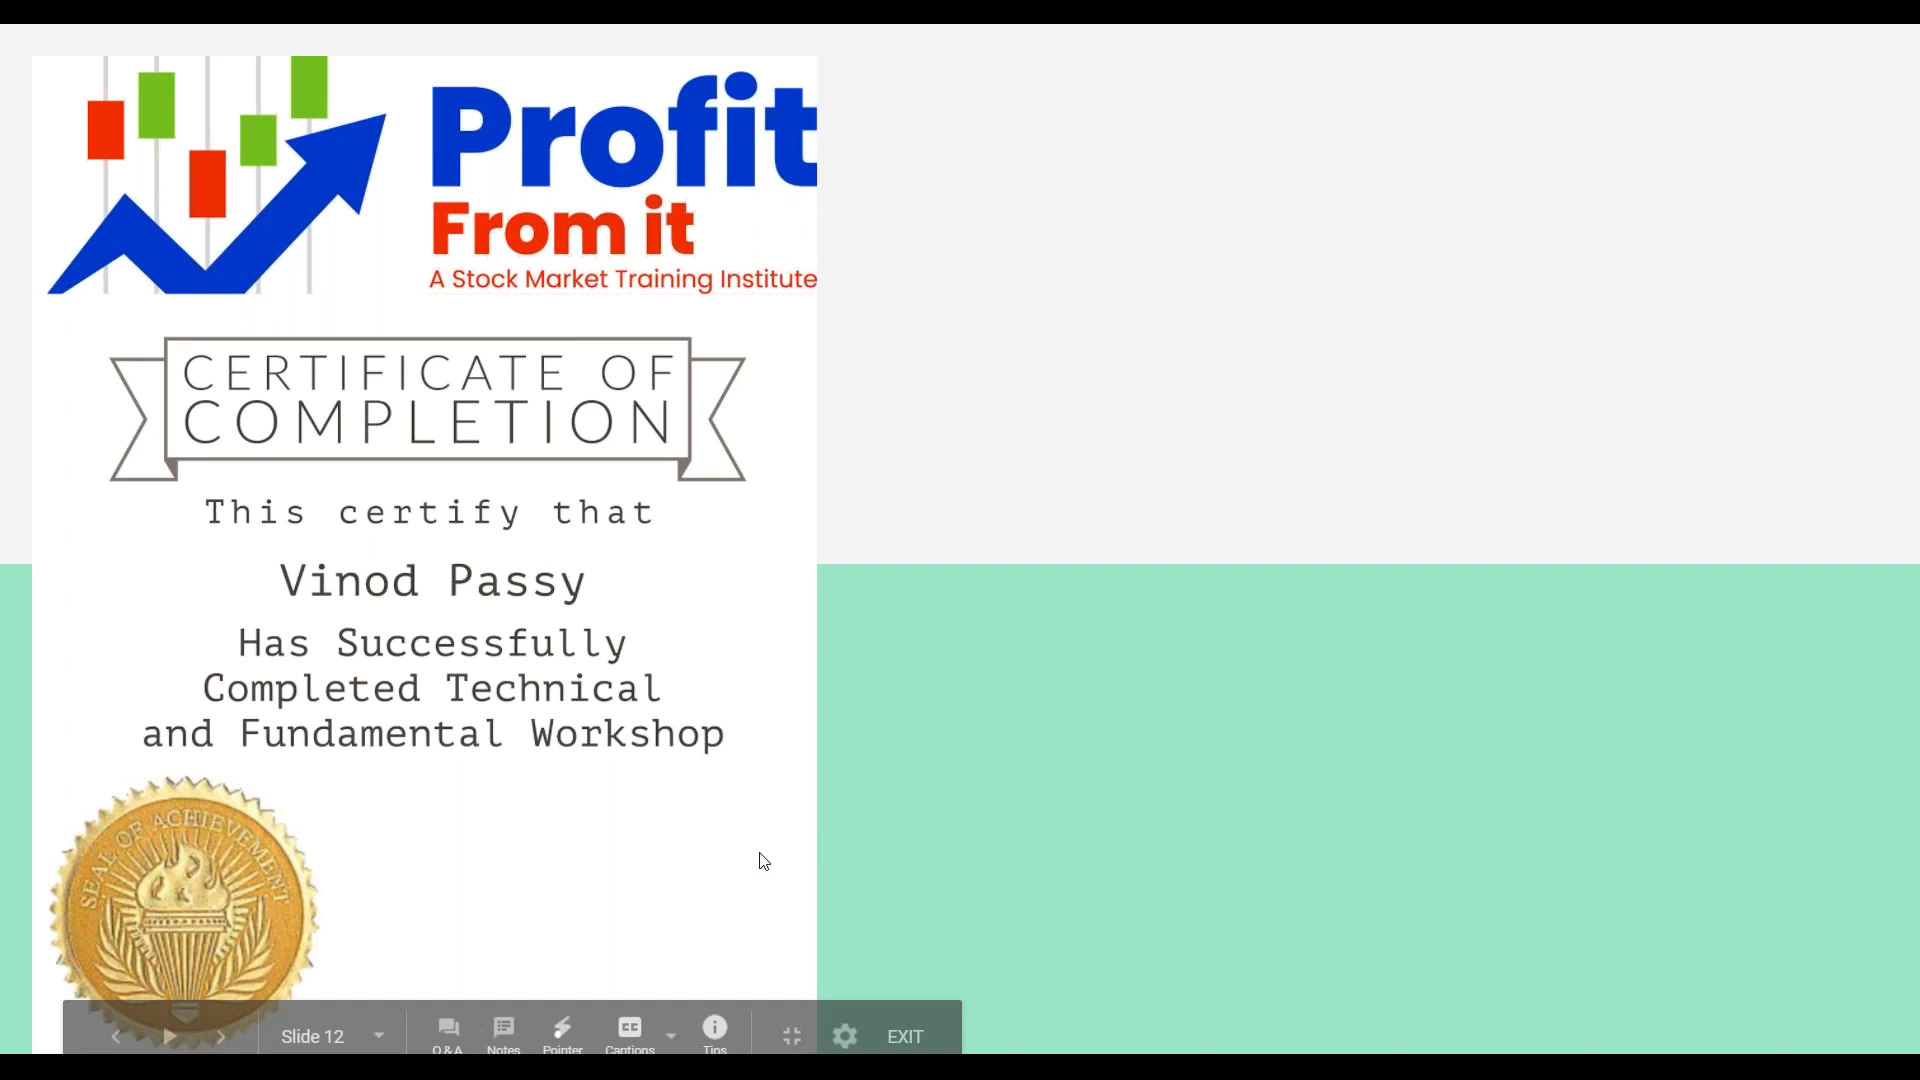 Profit
From it
A Stock Market Training Institute
CERTIFICATE OF
COMPLETION
This certify that
Vinod Passy
Has Successfully
Completed Technical
and Fundamental Workshop
SEAL OF ACHIEVEMENT
Slide 12
Q & A
Notes
Pointer
CC
Captions
Tips
EXIT